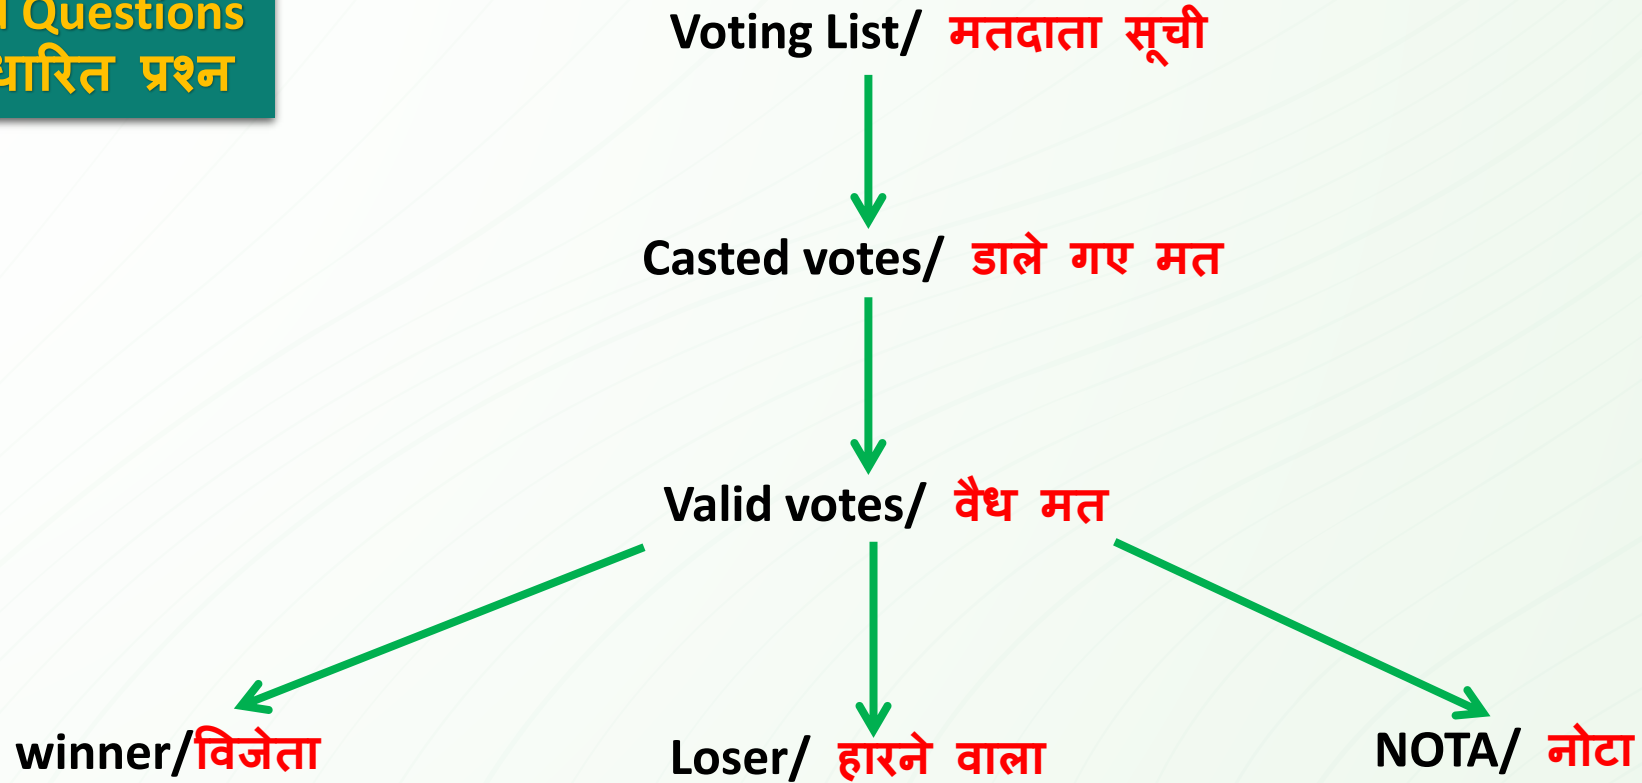 Questions
धारित प्रश्न
Voting List/ मतदाता सूची
Casted votes/ डाले गए मत
Valid votes/ वैध मत
winner/विजेता
Loser/ हारने वाला
NOTA/ नोटा